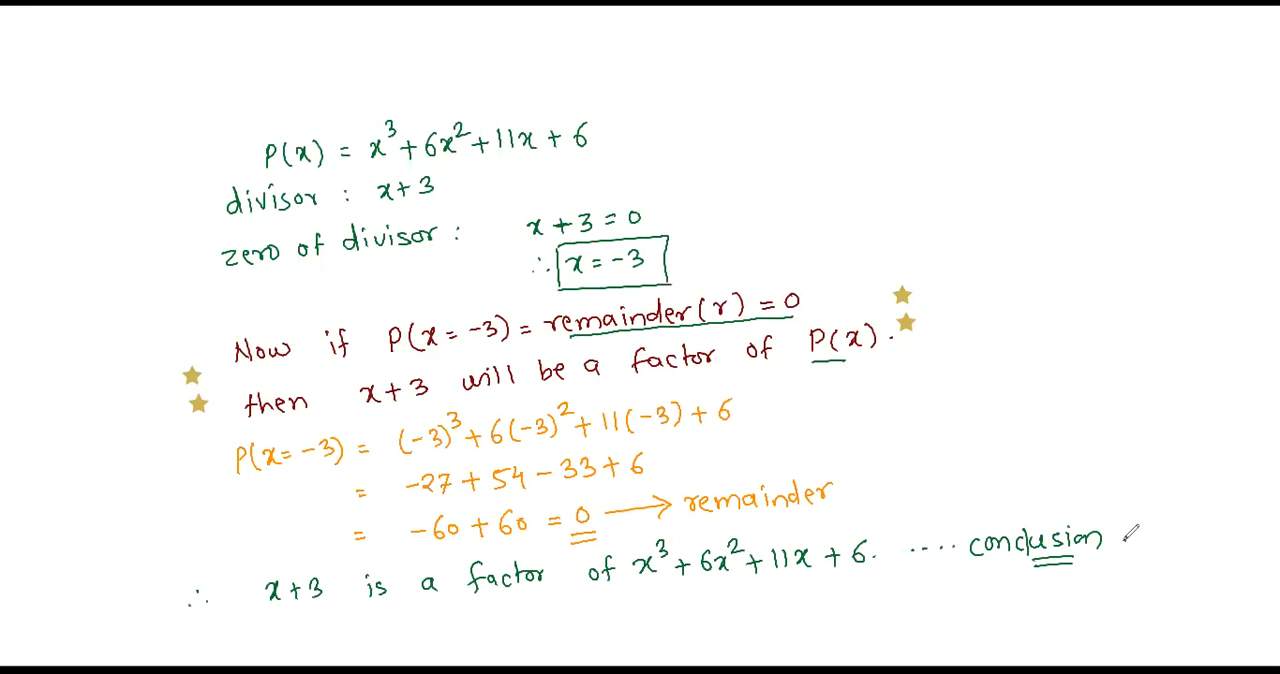 P(x) = x³ + 6x² + 11x + 6
divisor : x + 3
zero of divisor : x + 3 = 0
∴ x = -3
Now if P(x = -3) = remainder (r) = 0
then x + 3 will be a factor of P(x).
P(x = -3) = (-3)³ + 6(-3)² + 11(-3) + 6
= -27 + 54 - 33 + 6
= -60 + 60 = 0 → remainder
∴ x + 3 is a factor of x³ + 6x² + 11x + 6. .... conclusion